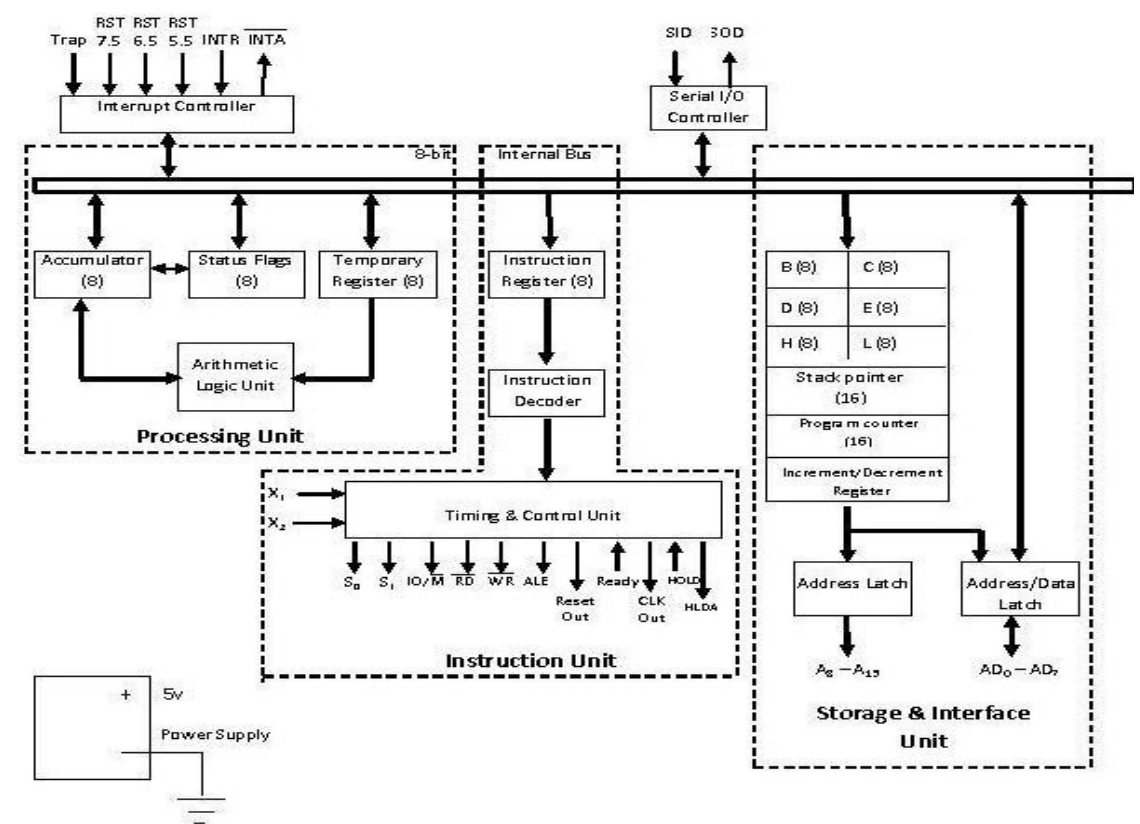 RST RST RST
Trap 7.5 6.5 5.5 INTR INTA
SID SOD
Interrupt Controller
Serial I/O
Controller
8-bit Internal Bus
Accumulator
(8)
Status Flags
(8)
Temporary
Register (8)
Instruction
Register (8)
B (8) C (8)
D (8) E (8)
H (8) L (8)
Arithmetic
Logic Unit
Instruction
Decoder
Stack pointer
(16)
Program counter
(16)
Processing Unit
Increment/Decrement
Register
X₁
X₂
Timing & Control Unit
S₀ S₁ IO/M RD WR ALE Reset Out Ready CLK Out HOLD HLDA
Address Latch
Address/Data
Latch
Instruction Unit
A₈ – A₁₅ AD₀ – AD₇
Storage & Interface
Unit
+ 5v
Power Supply